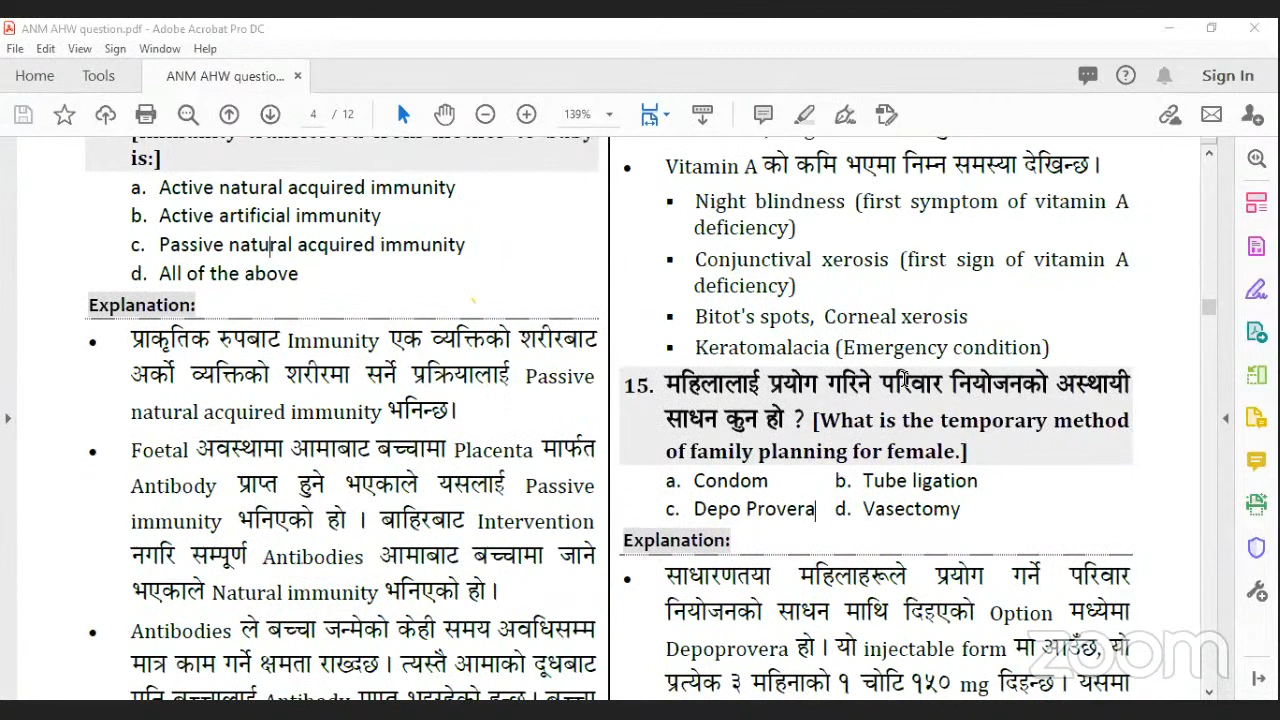 ANM AHW question.pdf - Adobe Acrobat Pro DC
File Edit View Sign Window Help
Home Tools ANM AHW questio... × Sign In
4 / 12 139%
is:]
a. Active natural acquired immunity
b. Active artificial immunity
c. Passive natural acquired immunity
d. All of the above
Explanation:
• प्राकृतिक रुपबाट Immunity एक व्यक्तिको शरीरबाट
अर्को व्यक्तिको शरीरमा सर्ने प्रक्रियालाई Passive
natural acquired immunity भनिन्छ।
• Foetal अवस्थामा आमाबाट बच्चामा Placenta मार्फत
Antibody प्राप्त हुने भएकाले यसलाई Passive
immunity भनिएको हो । बाहिरबाट Intervention
नगरि सम्पूर्ण Antibodies आमाबाट बच्चामा जाने
भएकाले Natural immunity भनिएको हो ।
• Antibodies ले बच्चा जन्मेको केही समय अवधिसम्म
मात्र काम गर्ने क्षमता राख्दछ। त्यस्तै आमाको दूधबाट
• Vitamin A को कमि भएमा निम्न समस्या देखिन्छ ।
▪ Night blindness (first symptom of vitamin A
deficiency)
▪ Conjunctival xerosis (first sign of vitamin A
deficiency)
▪ Bitot's spots, Corneal xerosis
▪ Keratomalacia (Emergency condition)
15. महिलालाई प्रयोग गरिने परिवार नियोजनको अस्थायी
साधन कुन हो ? [What is the temporary method
of family planning for female.]
a. Condom b. Tube ligation
c. Depo Provera d. Vasectomy
Explanation:
• साधारणतया महिलाहरूले प्रयोग गर्ने परिवार
नियोजनको साधन माथि दिइएको Option मध्येमा
Depoprovera हो । यो injectable form मा आउँछ, यो
प्रत्येक ३ महिनाको १ चोटि १५० mg दिइन्छ । यसमा
zoom